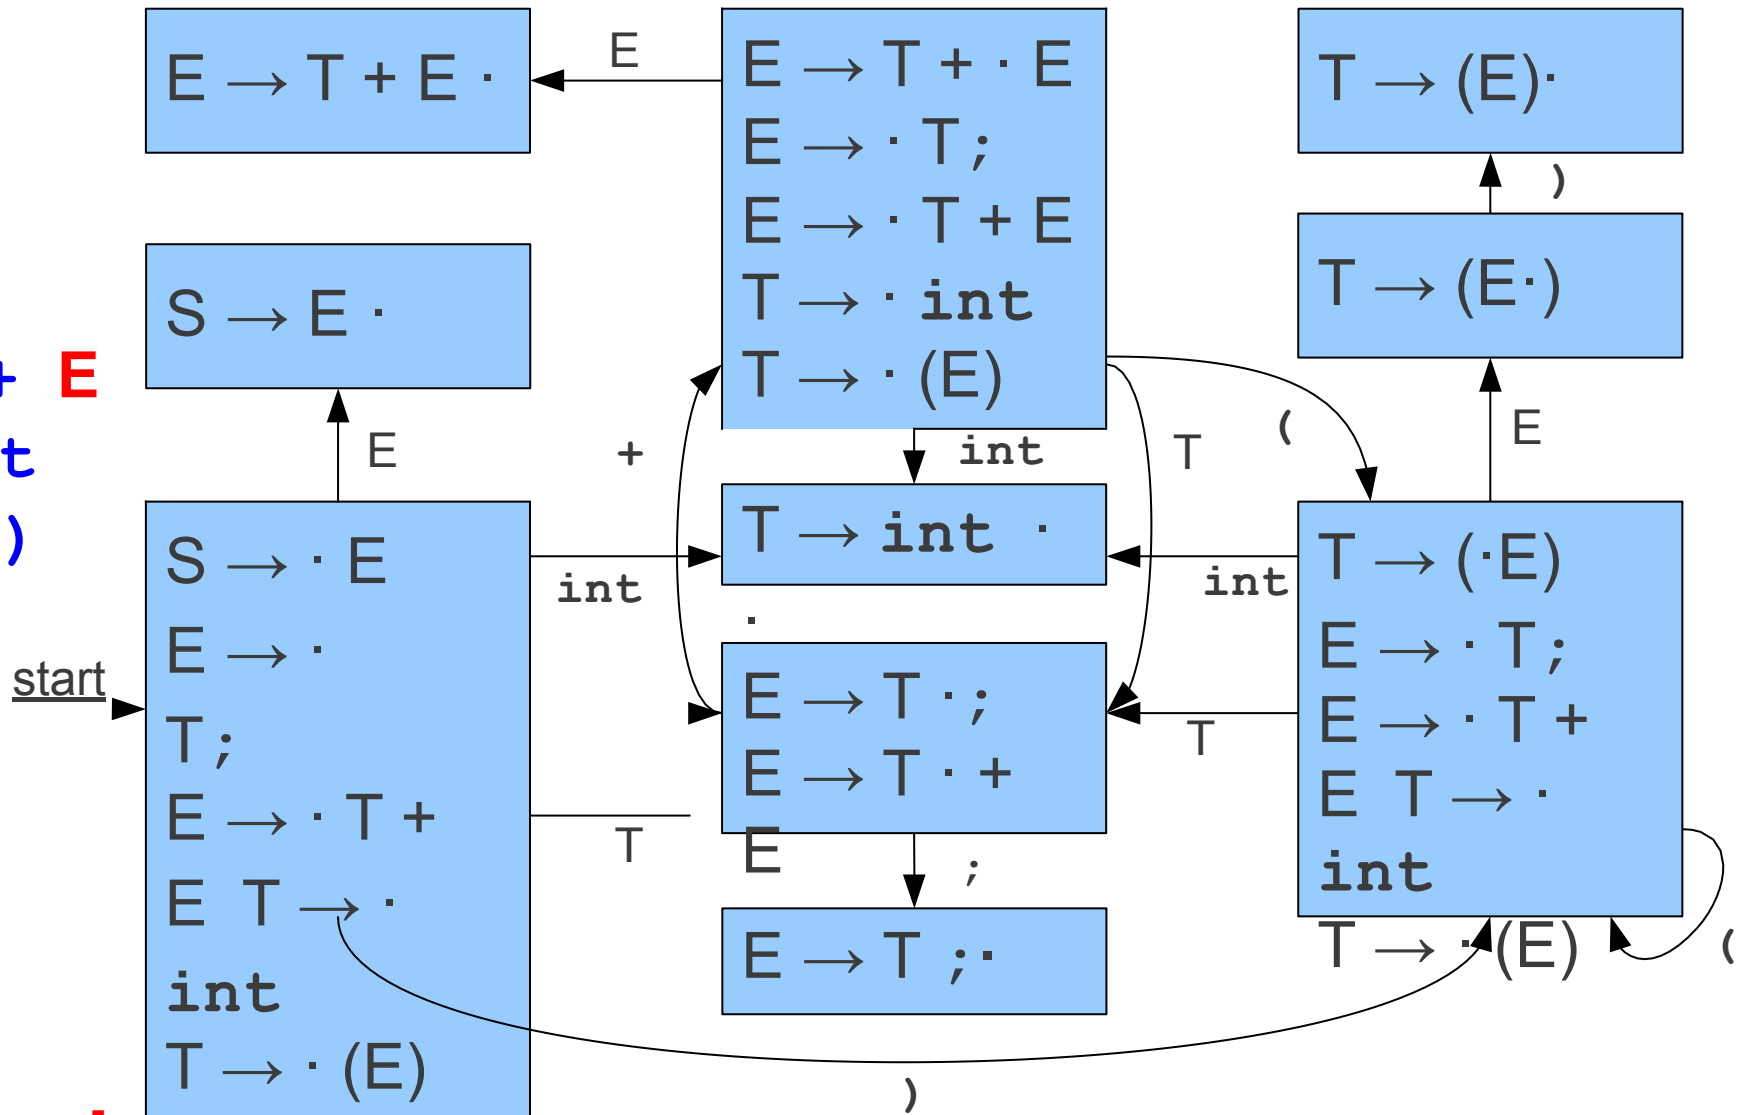 E → T + E ·
E
E → T + · E
E → · T ;
E → · T + E
T → · int
T → · (E)
T → (E)·
)
T → (E·)
S → E ·
+ E
t
)
E
+
int
T
(
E
S → · E
E → ·
T ;
E → · T +
E T → ·
int
T → · (E)
start
int
T → int ·
·
int
T → (·E)
E → · T ;
E → · T +
E T → ·
int
T → · (E)
E → T · ;
E → T · +
E
T
T
;
E → T ; ·
(
)